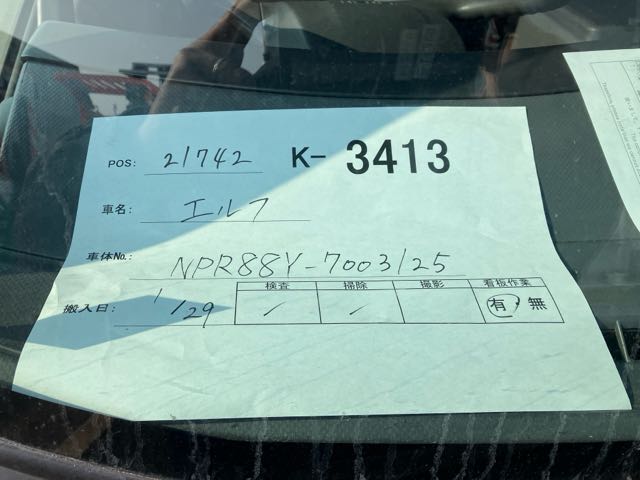 POS: 21742 K- 3413
車名: エルフ
車体No.: NPR88Y-7003125
検査 掃除 撮影 看板作業
搬入日: 1/29 ✓ ✓ 有 無